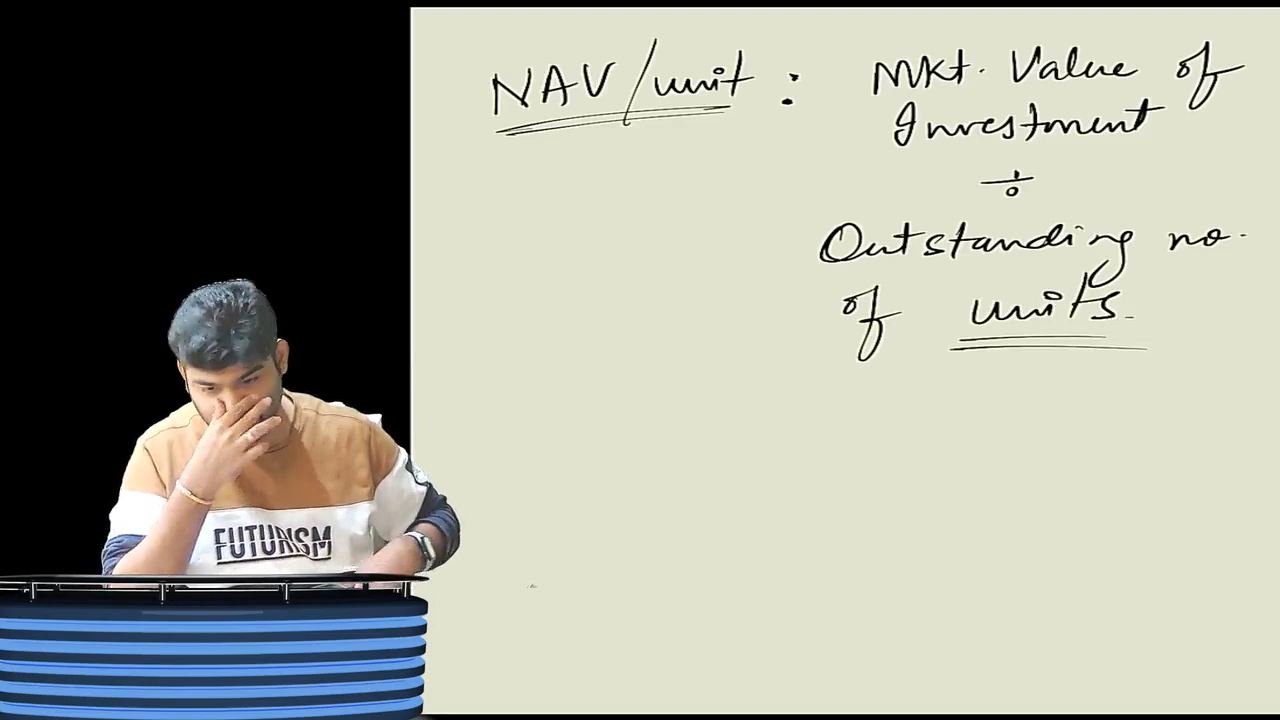 NAV/unit : Mkt. Value of
Investment
÷
Outstanding no.
of units.
FUTURISM